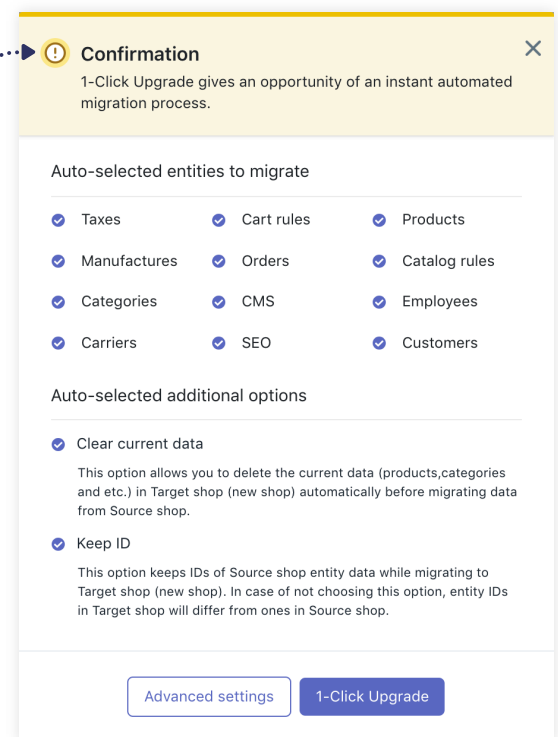 Confirmation
1-Click Upgrade gives an opportunity of an instant automated
migration process.
Auto-selected entities to migrate
Taxes
Cart rules
Products
Manufactures
Orders
Catalog rules
Categories
CMS
Employees
Carriers
SEO
Customers
Auto-selected additional options
Clear current data
This option allows you to delete the current data (products,categories
and etc.) in Target shop (new shop) automatically before migrating data
from Source shop.
Keep ID
This option keeps IDs of Source shop entity data while migrating to
Target shop (new shop). In case of not choosing this option, entity IDs
in Target shop will differ from ones in Source shop.
Advanced settings
1-Click Upgrade